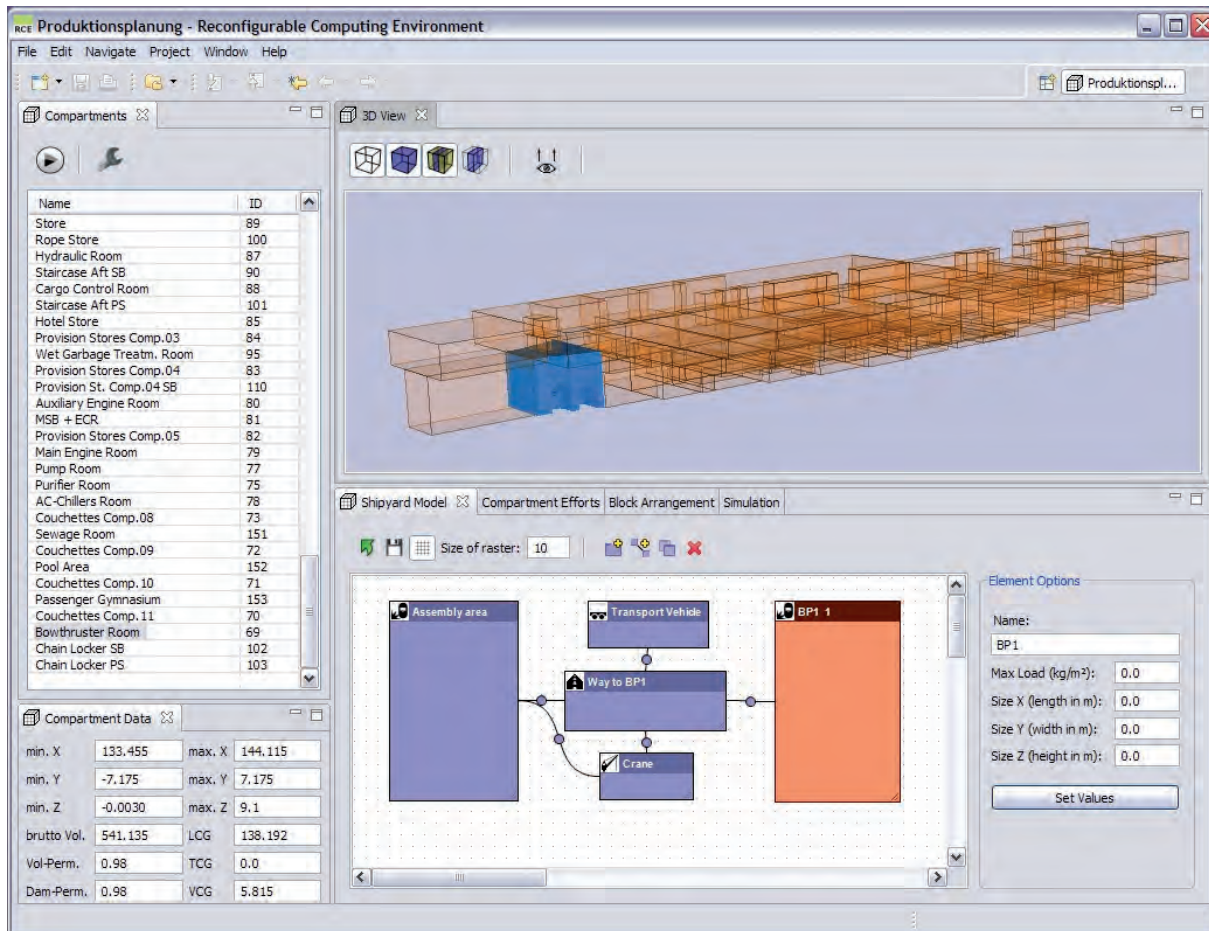 RCE Produktionsplanung - Reconfigurable Computing Environment
File Edit Navigate Project Window Help
Produktionspl...
Compartments
Name ID
Store 89
Rope Store 100
Hydraulic Room 87
Staircase Aft SB 90
Cargo Control Room 88
Staircase Aft PS 101
Hotel Store 85
Provision Stores Comp.03 84
Wet Garbage Treatm. Room 95
Provision Stores Comp.04 83
Provision St. Comp.04 SB 110
Auxiliary Engine Room 80
MSB + ECR 81
Provision Stores Comp.05 82
Main Engine Room 79
Pump Room 77
Purifier Room 75
AC-Chillers Room 78
Couchettes Comp.08 73
Sewage Room 151
Couchettes Comp.09 72
Pool Area 152
Couchettes Comp.10 71
Passenger Gymnasium 153
Couchettes Comp.11 70
Bowthruster Room 69
Chain Locker SB 102
Chain Locker PS 103
Compartment Data
min. X 133.455 max. X 144.115
min. Y -7.175 max. Y 7.175
min. Z -0.0030 max. Z 9.1
brutto Vol. 541.135 LCG 138.192
Vol-Perm. 0.98 TCG 0.0
Dam-Perm. 0.98 VCG 5.815
3D View
Shipyard Model Compartment Efforts Block Arrangement Simulation
Size of raster: 10
Assembly area
Transport Vehicle
BP1 1
Way to BP1
Crane
Element Options
Name:
BP1
Max Load (kg/m²): 0.0
Size X (length in m): 0.0
Size Y (width in m): 0.0
Size Z (height in m): 0.0
Set Values